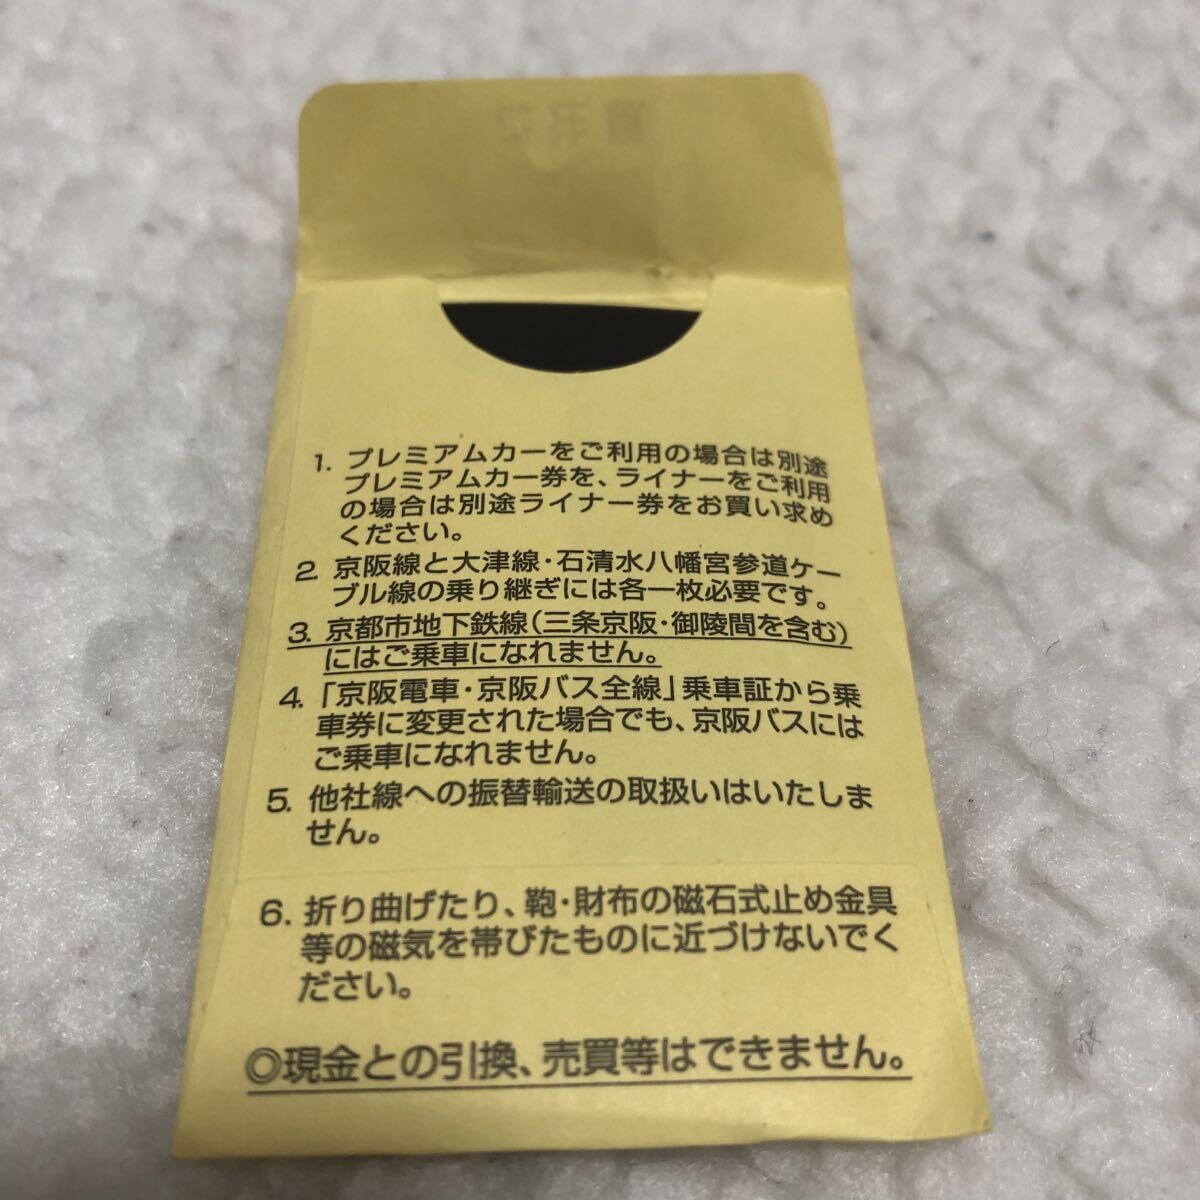 1. プレミアムカーをご利用の場合は別途
プレミアムカー券を、ライナーをご利用
の場合は別途ライナー券をお買い求め
ください。
2. 京阪線と大津線・石清水八幡宮参道ケー
ブル線の乗り継ぎには各一枚必要です。
3. 京都市地下鉄線(三条京阪・御陵間を含む)
にはご乗車になれません。
4. 「京阪電車・京阪バス全線」乗車証から乗
車券に変更された場合でも、京阪バスには
ご乗車になれません。
5. 他社線への振替輸送の取扱いはいたしま
せん。
6. 折り曲げたり、鞄・財布の磁石式止め金具
等の磁気を帯びたものに近づけないでく
ださい。
◎現金との引換、売買等はできません。